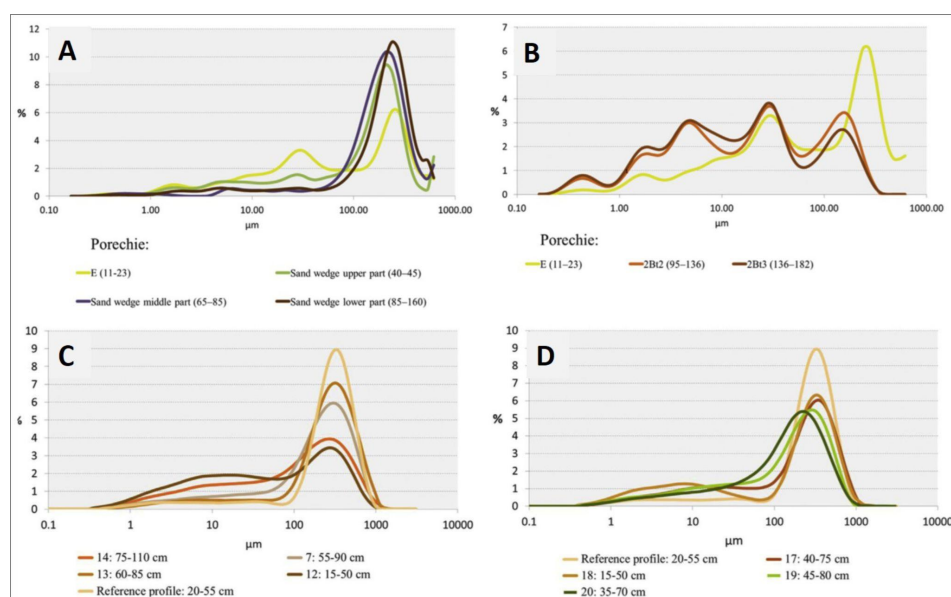 A
12
10
8
6
4
2
0
%
0.10 1.00 10.00 100.00 1000.00
µm
Porechie:
E (11-23) Sand wedge upper part (40–45)
Sand wedge middle part (65–85) Sand wedge lower part (85–160)
B
7
6
5
4
3
2
1
0
%
0.10 1.00 10.00 100.00 1000.00
µm
Porechie:
E (11-23) 2Bt2 (95–136) 2Bt3 (136–182)
C
10
9
8
7
6
5
4
3
2
1
0
0.1 1 10 100 1000 10000
µm
14: 75-110 cm 7: 55-90 cm
13: 60-85 cm 12: 15-50 cm
Reference profile: 20-55 cm
D
10
9
8
7
6
5
4
3
2
1
0
%
0.1 1 10 100 1000 10000
µm
Reference profile: 20-55 cm 17: 40-75 cm
18: 15-50 cm 19: 45-80 cm
20: 35-70 cm